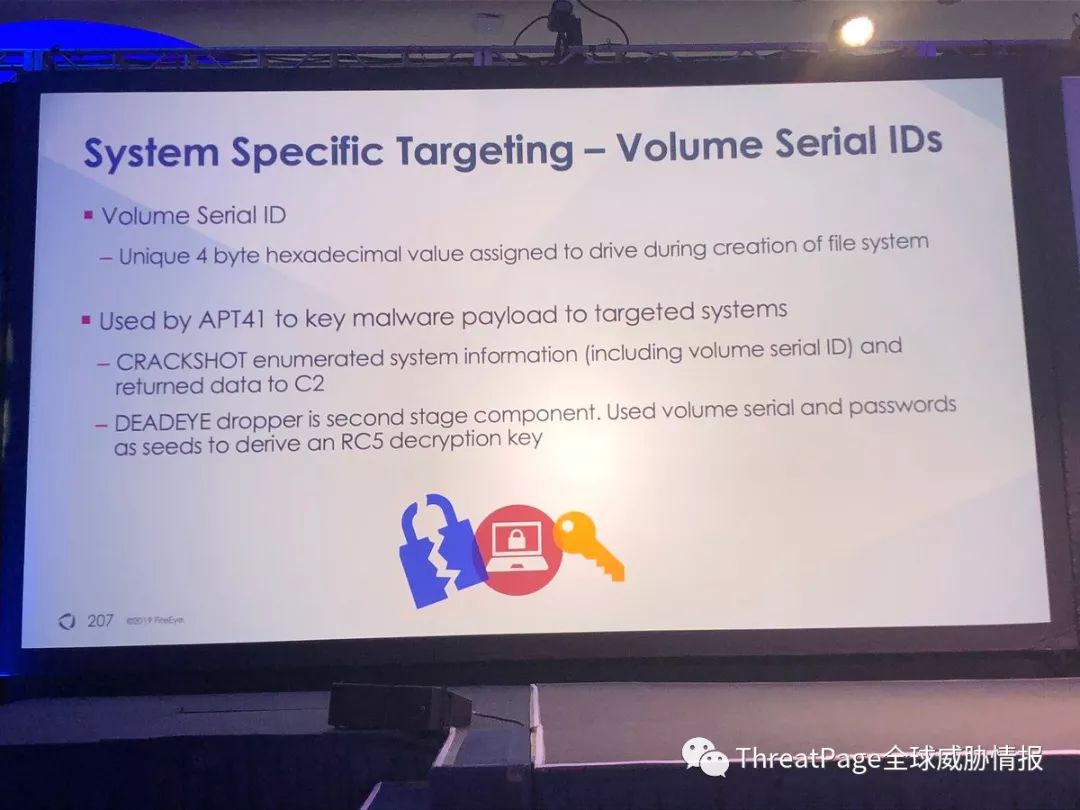 System Specific Targeting – Volume Serial IDs
▪ Volume Serial ID
– Unique 4 byte hexadecimal value assigned to drive during creation of file system
▪ Used by APT41 to key malware payload to targeted systems
– CRACKSHOT enumerated system information (including volume serial ID) and
returned data to C2
– DEADEYE dropper is second stage component. Used volume serial and passwords
as seeds to derive an RC5 decryption key
207 ©2019 FireEye
ThreatPage全球威胁情报